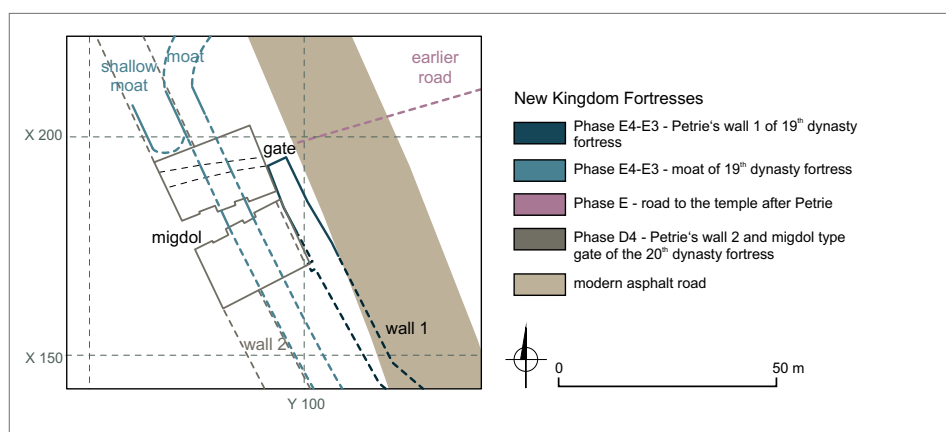 shallow
moat
moat
earlier
road
X 200
gate
migdol
wall 1
wall 2
X 150
Y 100
New Kingdom Fortresses
Phase E4-E3 - Petrie‘s wall 1 of 19th dynasty
fortress
Phase E4-E3 - moat of 19th dynasty fortress
Phase E - road to the temple after Petrie
Phase D4 - Petrie‘s wall 2 and migdol type
gate of the 20th dynasty fortress
modern asphalt road
0
50 m